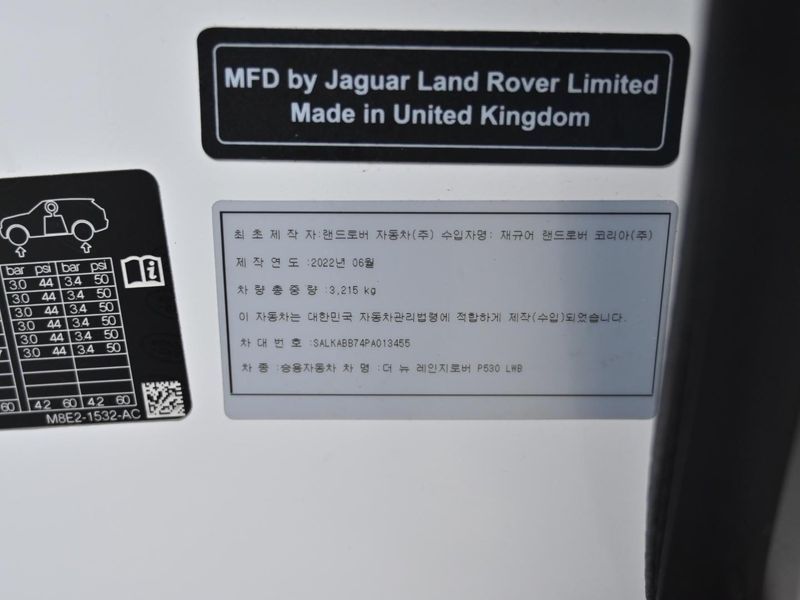 MFD by Jaguar Land Rover Limited
Made in United Kingdom
최 초 제 작 자:랜드로버 자동차(주) 수입자명: 재규어 랜드로버 코리아(주)
제 작 연 도 :2022년 06월
차 량 총 중 량 :3,215 kg
이 자동차는 대한민국 자동차관리법령에 적합하게 제작(수입)되었습니다.
차 대 번 호 :SALKABB74PA013455
차 종 :승용자동차 차 명 :더 뉴 레인지로버 P530 LWB
bar psi bar psi
3.0 44 3.4 50
3.0 44 3.4 50
3.0 44 3.4 50
3.0 44 3.4 50
3.0 44 3.4 50
3.0 44 3.4 50
60 4.2 60 4.2 60
M8E2-1532-AC